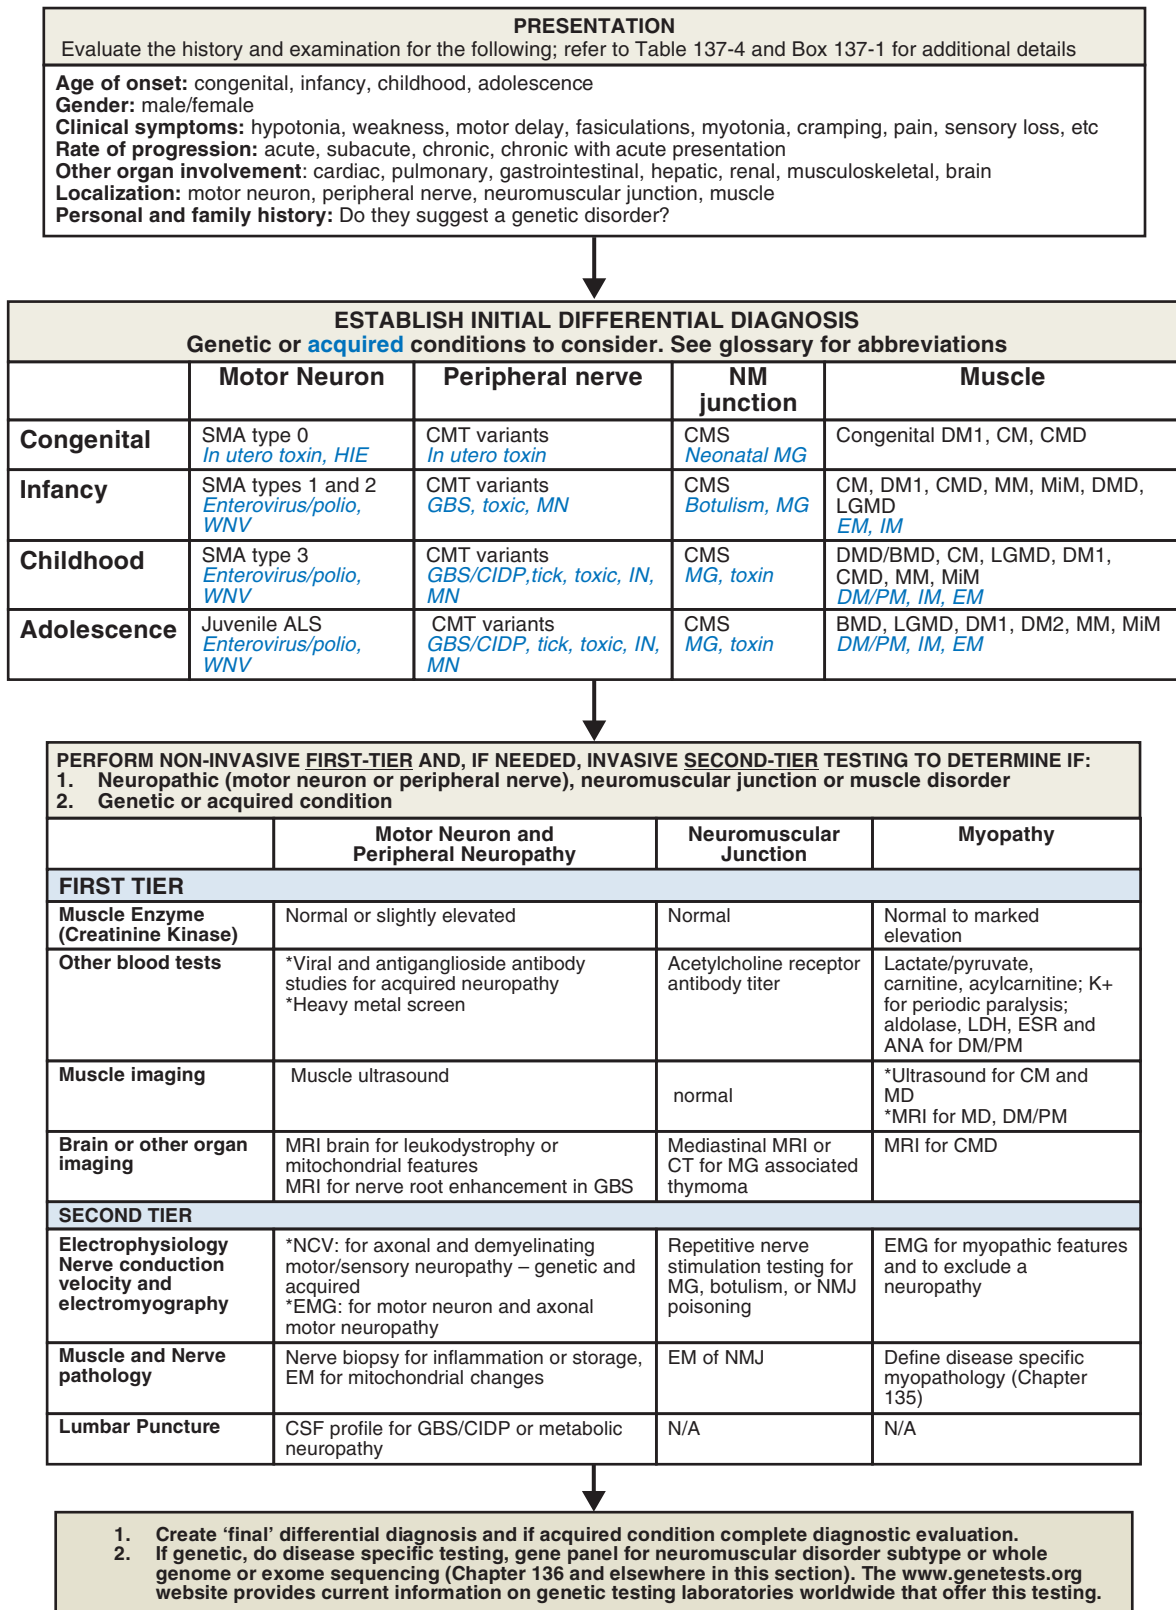 PRESENTATION
Evaluate the history and examination for the following; refer to Table 137-4 and Box 137-1 for additional details
Age of onset: congenital, infancy, childhood, adolescence
Gender: male/female
Clinical symptoms: hypotonia, weakness, motor delay, fasiculations, myotonia, cramping, pain, sensory loss, etc
Rate of progression: acute, subacute, chronic, chronic with acute presentation
Other organ involvement: cardiac, pulmonary, gastrointestinal, hepatic, renal, musculoskeletal, brain
Localization: motor neuron, peripheral nerve, neuromuscular junction, muscle
Personal and family history: Do they suggest a genetic disorder?
ESTABLISH INITIAL DIFFERENTIAL DIAGNOSIS
Genetic or acquired conditions to consider. See glossary for abbreviations
Motor Neuron
Peripheral nerve
NM
junction
Muscle
Congenital
SMA type 0
In utero toxin, HIE
CMT variants
In utero toxin
CMS
Neonatal MG
Congenital DM1, CM, CMD
Infancy
SMA types 1 and 2
Enterovirus/polio,
WNV
CMT variants
GBS, toxic, MN
CMS
Botulism, MG
CM, DM1, CMD, MM, MiM, DMD,
LGMD
EM, IM
Childhood
SMA type 3
Enterovirus/polio,
WNV
CMT variants
GBS/CIDP,tick, toxic, IN,
MN
CMS
MG, toxin
DMD/BMD, CM, LGMD, DM1,
CMD, MM, MiM
DM/PM, IM, EM
Adolescence
Juvenile ALS
Enterovirus/polio,
WNV
CMT variants
GBS/CIDP, tick, toxic, IN,
MN
CMS
MG, toxin
BMD, LGMD, DM1, DM2, MM, MiM
DM/PM, IM, EM
PERFORM NON-INVASIVE FIRST-TIER AND, IF NEEDED, INVASIVE SECOND-TIER TESTING TO DETERMINE IF:
1. Neuropathic (motor neuron or peripheral nerve), neuromuscular junction or muscle disorder
2. Genetic or acquired condition
Motor Neuron and
Peripheral Neuropathy
Neuromuscular
Junction
Myopathy
FIRST TIER
Muscle Enzyme
(Creatinine Kinase)
Normal or slightly elevated
Normal
Normal to marked
elevation
Other blood tests
*Viral and antiganglioside antibody
studies for acquired neuropathy
*Heavy metal screen
Acetylcholine receptor
antibody titer
Lactate/pyruvate,
carnitine, acylcarnitine; K+
for periodic paralysis;
aldolase, LDH, ESR and
ANA for DM/PM
Muscle imaging
Muscle ultrasound
normal
*Ultrasound for CM and
MD
*MRI for MD, DM/PM
Brain or other organ
imaging
MRI brain for leukodystrophy or
mitochondrial features
MRI for nerve root enhancement in GBS
Mediastinal MRI or
CT for MG associated
thymoma
MRI for CMD
SECOND TIER
Electrophysiology
Nerve conduction
velocity and
electromyography
*NCV: for axonal and demyelinating
motor/sensory neuropathy – genetic and
acquired
*EMG: for motor neuron and axonal
motor neuropathy
Repetitive nerve
stimulation testing for
MG, botulism, or NMJ
poisoning
EMG for myopathic features
and to exclude a
neuropathy
Muscle and Nerve
pathology
Nerve biopsy for inflammation or storage,
EM for mitochondrial changes
EM of NMJ
Define disease specific
myopathology (Chapter
135)
Lumbar Puncture
CSF profile for GBS/CIDP or metabolic
neuropathy
N/A
N/A
1. Create ‘final’ differential diagnosis and if acquired condition complete diagnostic evaluation.
2. If genetic, do disease specific testing, gene panel for neuromuscular disorder subtype or whole
genome or exome sequencing (Chapter 136 and elsewhere in this section). The www.genetests.org
website provides current information on genetic testing laboratories worldwide that offer this testing.